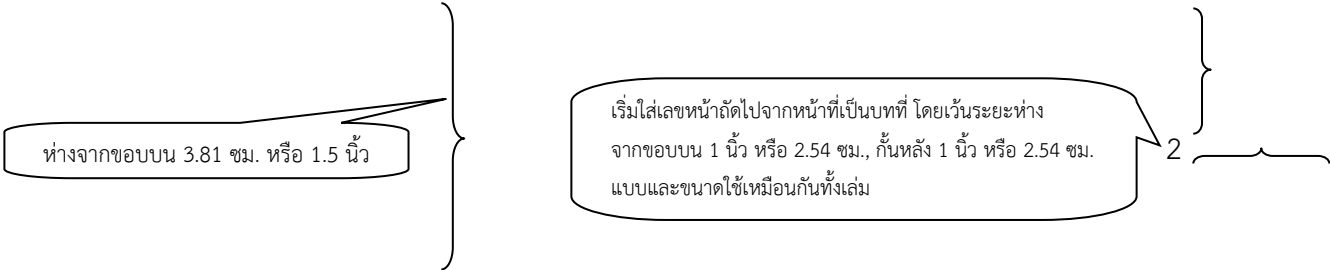 ห่างจากขอบบน 3.81 ซม. หรือ 1.5 นิ้ว
เริ่มใส่เลขหน้าถัดไปจากหน้าที่เป็นบทที่ โดยเว้นระยะห่าง
จากขอบบน 1 นิ้ว หรือ 2.54 ซม., กั้นหลัง 1 นิ้ว หรือ 2.54 ซม.
แบบและขนาดใช้เหมือนกันทั้งเล่ม
2